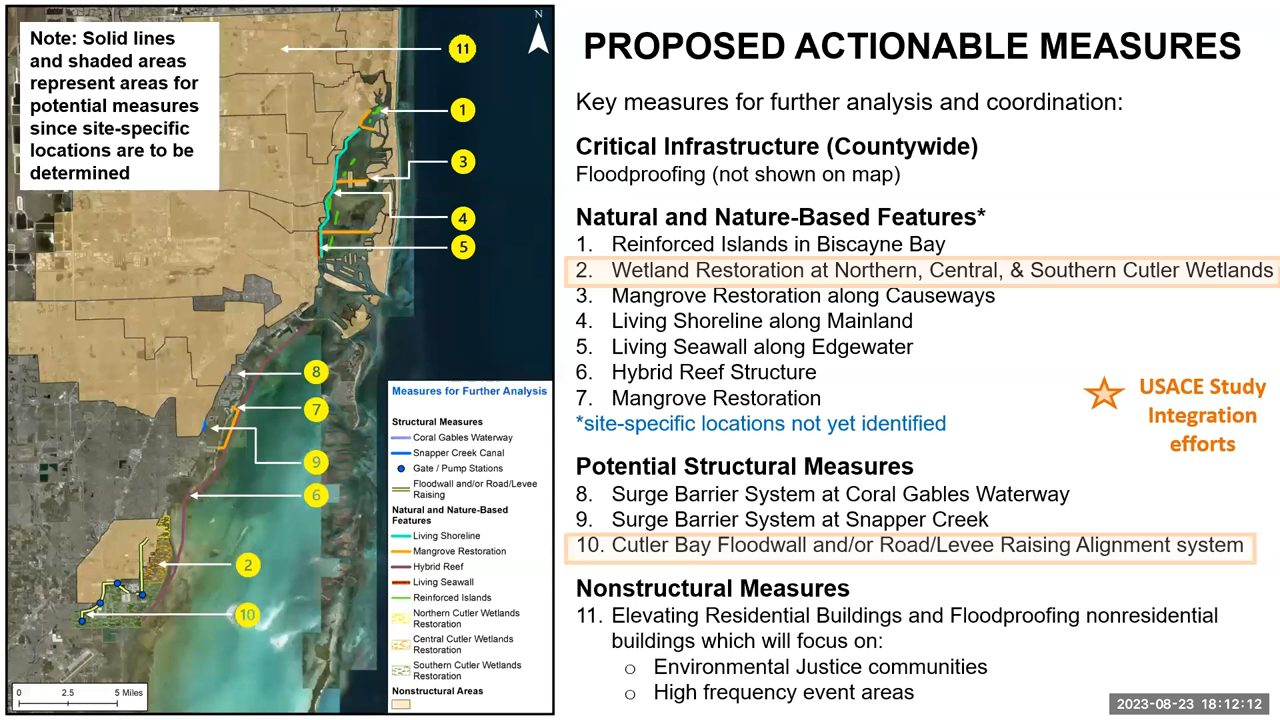 Note: Solid lines
and shaded areas
represent areas for
potential measures
since site-specific
locations are to be
determined
N
11
1
3
4
5
8
7
9
6
2
10
Measures for Further Analysis
Structural Measures
Coral Gables Waterway
Snapper Creek Canal
Gate / Pump Stations
Floodwall and/or Road/Levee
Raising
Natural and Nature-Based
Features
Living Shoreline
Mangrove Restoration
Hybrid Reef
Living Seawall
Reinforced Islands
Northern Cutler Wetlands
Restoration
Central Cutler Wetlands
Restoration
Southern Cutler Wetlands
Restoration
Nonstructural Areas
0 2.5 5 Miles
PROPOSED ACTIONABLE MEASURES
Key measures for further analysis and coordination:
Critical Infrastructure (Countywide)
Floodproofing (not shown on map)
Natural and Nature-Based Features*
1. Reinforced Islands in Biscayne Bay
2. Wetland Restoration at Northern, Central, & Southern Cutler Wetlands
3. Mangrove Restoration along Causeways
4. Living Shoreline along Mainland
5. Living Seawall along Edgewater
6. Hybrid Reef Structure
7. Mangrove Restoration
*site-specific locations not yet identified
USACE Study
Integration
efforts
Potential Structural Measures
8. Surge Barrier System at Coral Gables Waterway
9. Surge Barrier System at Snapper Creek
10. Cutler Bay Floodwall and/or Road/Levee Raising Alignment system
Nonstructural Measures
11. Elevating Residential Buildings and Floodproofing nonresidential
buildings which will focus on:
o Environmental Justice communities
o High frequency event areas
2023-08-23 18:12:12